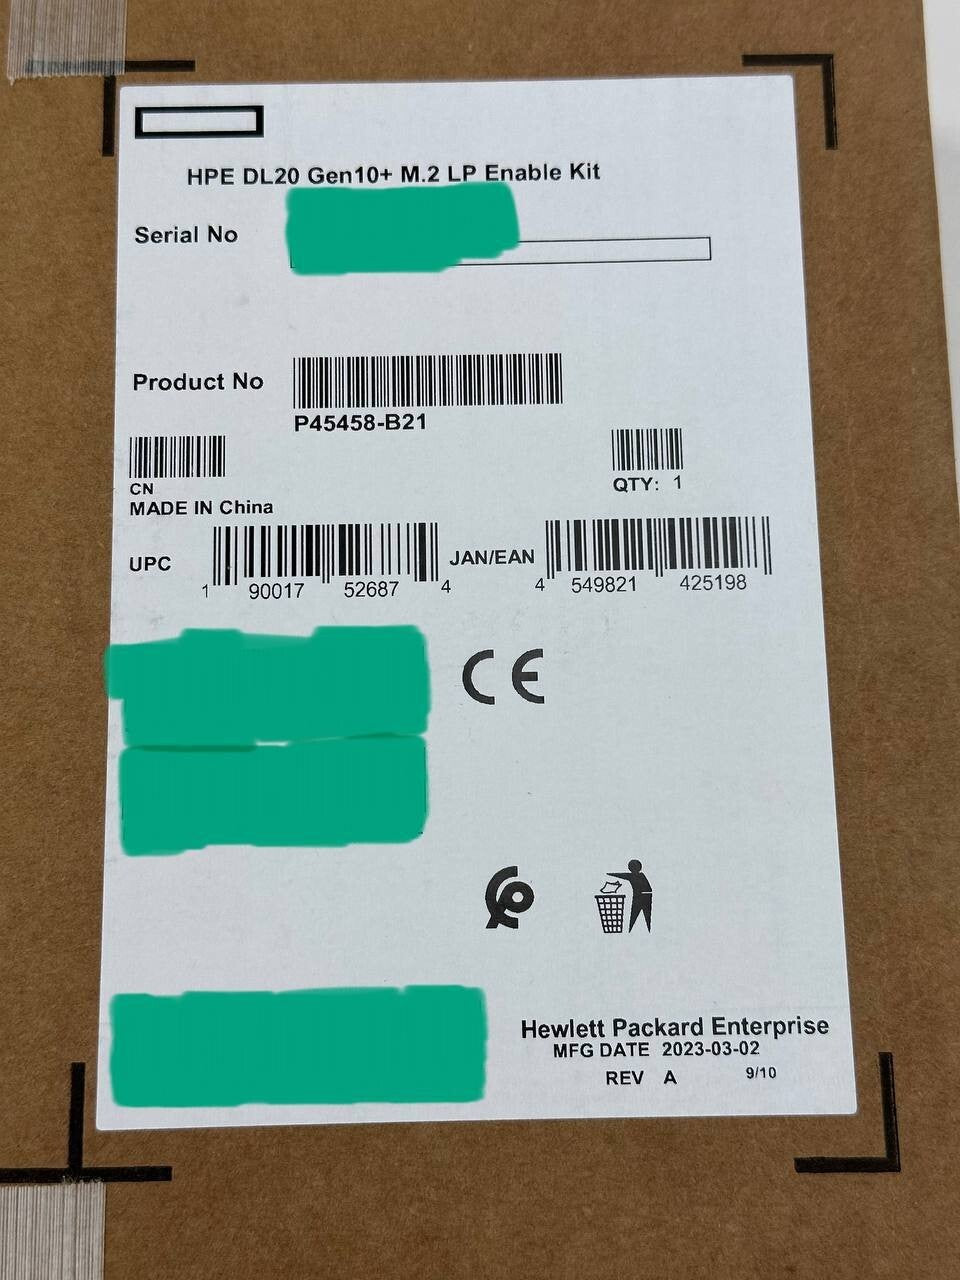 HPE DL20 Gen10+ M.2 LP Enable Kit
Serial No
Product No
P45458-B21
CN
MADE IN China
QTY: 1
UPC
1 90017 52687 4
JAN/EAN
4 549821 425198
CE
Hewlett Packard Enterprise
MFG DATE 2023-03-02
REV A 9/10